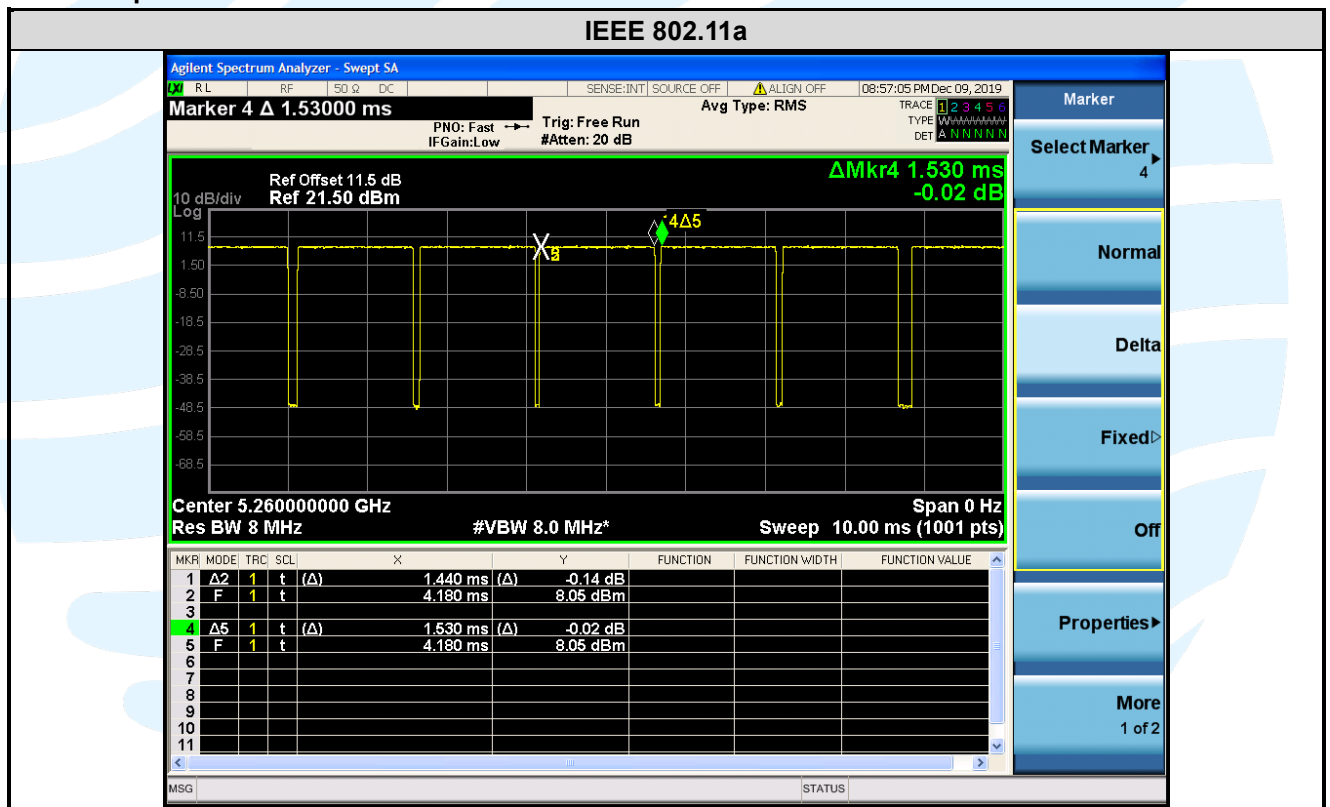 IEEE 802.11a
Agilent Spectrum Analyzer - Swept SA
LXI RL RF 50 Ω DC SENSE:INT SOURCE OFF ALIGN OFF 08:57:05 PM Dec 09, 2019
Marker 4 Δ 1.53000 ms
PNO: Fast
IFGain:Low
Trig: Free Run
#Atten: 20 dB
Avg Type: RMS
TRACE 1 2 3 4 5 6
TYPE
DET A N N N N N
ΔMkr4 1.530 ms
-0.02 dB
Ref Offset 11.5 dB
10 dB/div Ref 21.50 dBm
Log
4Δ5
11.5
1.50
-8.50
-18.5
-28.5
-38.5
-48.5
-58.5
-68.5
Center 5.260000000 GHz Span 0 Hz
Res BW 8 MHz #VBW 8.0 MHz* Sweep 10.00 ms (1001 pts)
MKR MODE TRC SCL X Y FUNCTION FUNCTION WIDTH FUNCTION VALUE
1 Δ2 1 t (Δ) 1.440 ms (Δ) -0.14 dB
2 F 1 t 4.180 ms 8.05 dBm
3
4 Δ5 1 t (Δ) 1.530 ms (Δ) -0.02 dB
5 F 1 t 4.180 ms 8.05 dBm
6
7
8
9
10
11
MSG STATUS
Marker
Select Marker
4
Normal
Delta
Fixed
Off
Properties
More
1 of 2